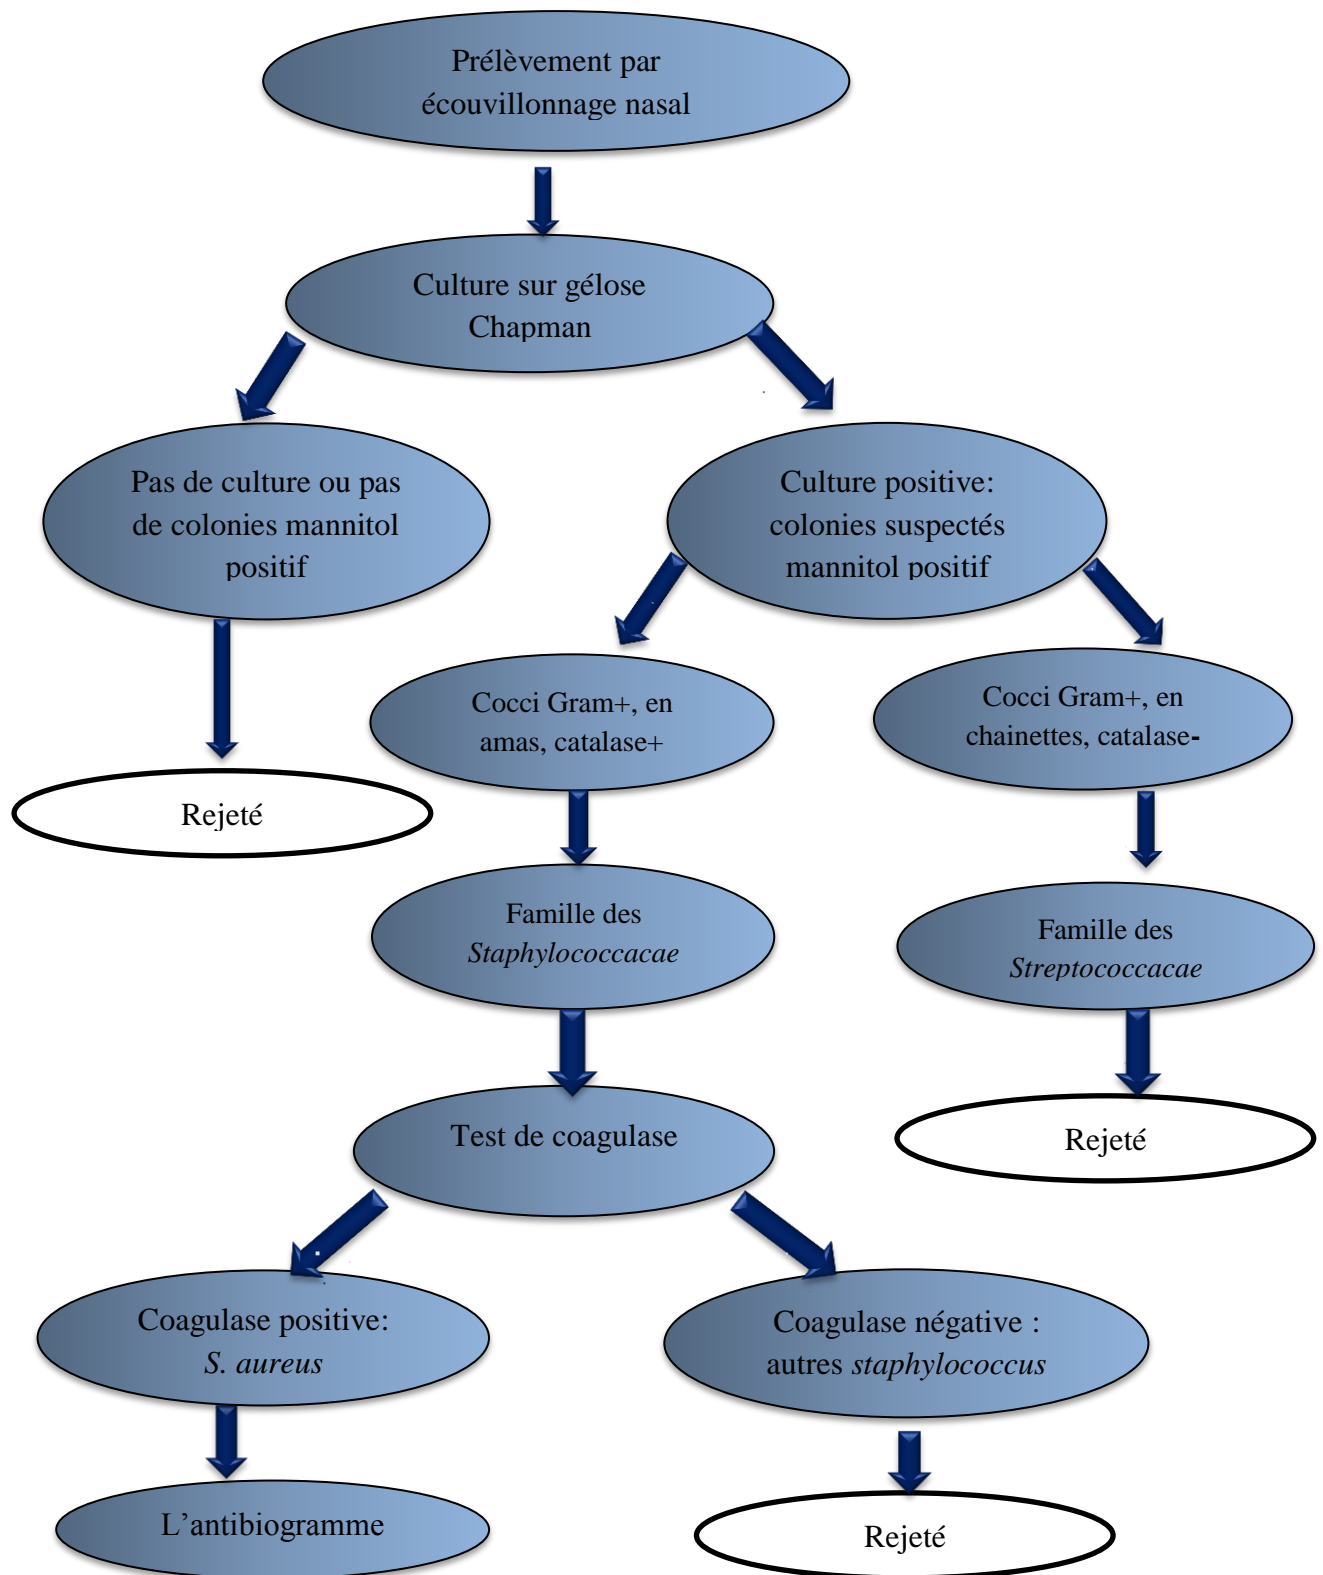 Prélèvement par
écouvillonnage nasal
Culture sur gélose
Chapman
Pas de culture ou pas
de colonies mannitol
positif
Culture positive:
colonies suspectés
mannitol positif
Cocci Gram+, en
amas, catalase+
Cocci Gram+, en
chainettes, catalase-
Rejeté
Famille des
Staphylococcacae
Famille des
Streptococcacae
Test de coagulase
Rejeté
Coagulase positive:
S. aureus
Coagulase négative :
autres staphylococcus
L’antibiogramme
Rejeté